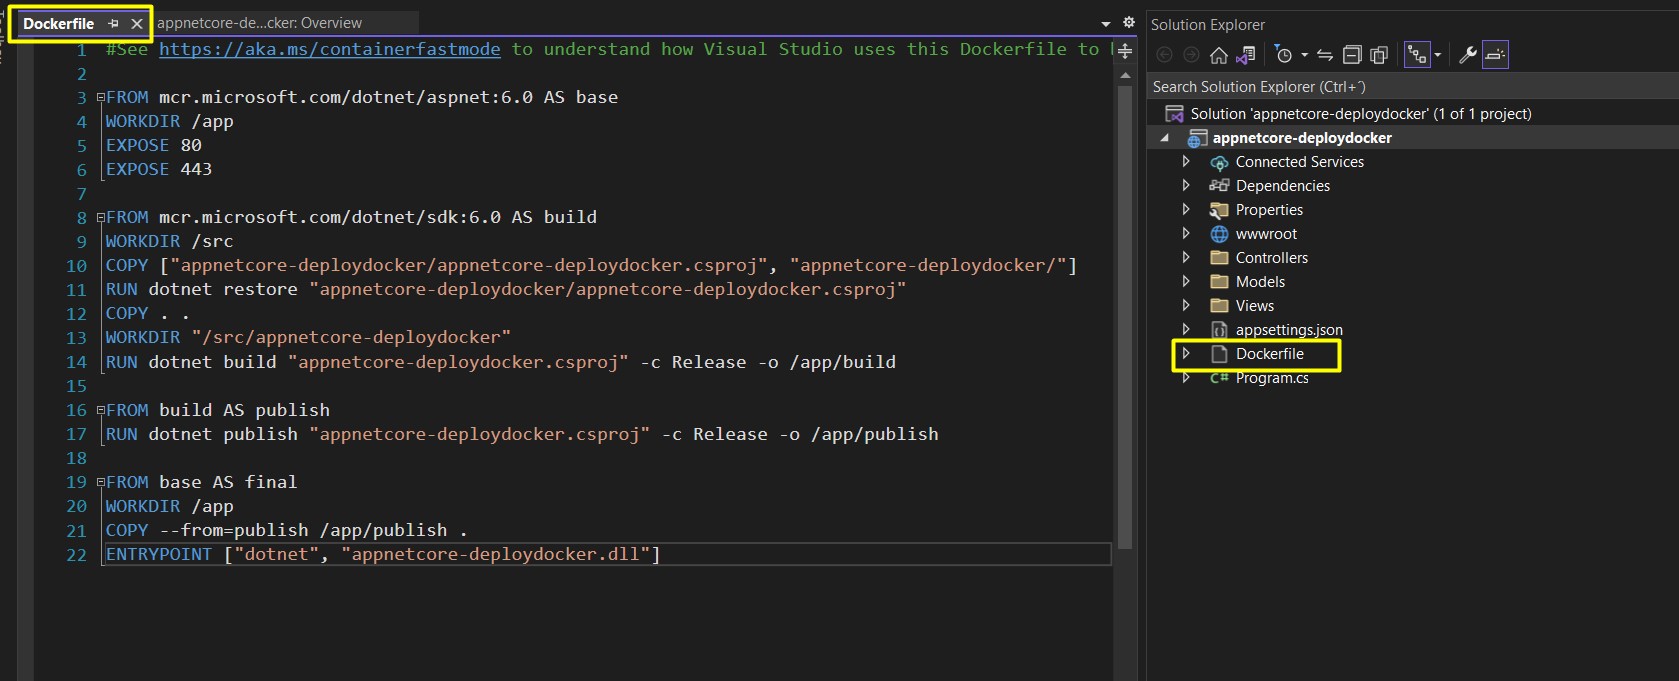 Dockerfile
appnetcore-de...cker: Overview
1 #See https://aka.ms/containerfastmode to understand how Visual Studio uses this Dockerfile to
2
3 FROM mcr.microsoft.com/dotnet/aspnet:6.0 AS base
4 WORKDIR /app
5 EXPOSE 80
6 EXPOSE 443
7
8 FROM mcr.microsoft.com/dotnet/sdk:6.0 AS build
9 WORKDIR /src
10 COPY ["appnetcore-deploydocker/appnetcore-deploydocker.csproj", "appnetcore-deploydocker/"]
11 RUN dotnet restore "appnetcore-deploydocker/appnetcore-deploydocker.csproj"
12 COPY . .
13 WORKDIR "/src/appnetcore-deploydocker"
14 RUN dotnet build "appnetcore-deploydocker.csproj" -c Release -o /app/build
15
16 FROM build AS publish
17 RUN dotnet publish "appnetcore-deploydocker.csproj" -c Release -o /app/publish
18
19 FROM base AS final
20 WORKDIR /app
21 COPY --from=publish /app/publish .
22 ENTRYPOINT ["dotnet", "appnetcore-deploydocker.dll"]
Solution Explorer
Search Solution Explorer (Ctrl+´)
Solution 'appnetcore-deploydocker' (1 of 1 project)
appnetcore-deploydocker
Connected Services
Dependencies
Properties
wwwroot
Controllers
Models
Views
appsettings.json
Dockerfile
C# Program.cs